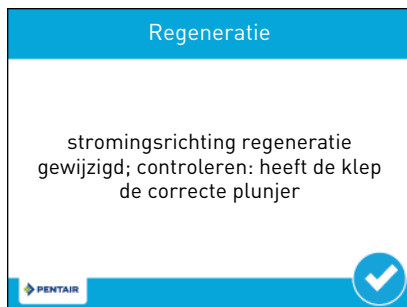 Regeneratie
stromingsrichting regeneratie
gewijzigd; controleren: heeft de klep
de correcte plunjer
PENTAIR